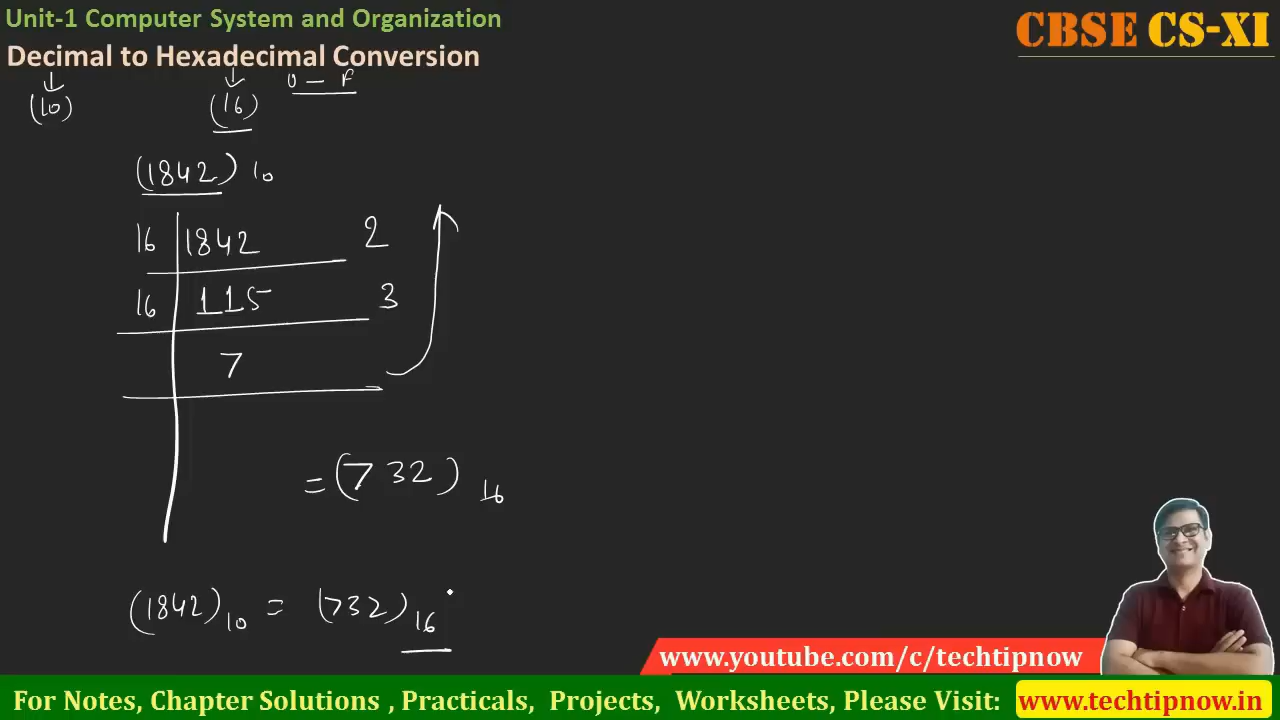 Unit-1 Computer System and Organization
CBSE CS-XI
Decimal to Hexadecimal Conversion
↓ ↓ 0 – F
(10) (16)
(1842) 10
16 1842 2
16 115 3
7
= (732) 16
(1842)10 = (732)16
www.youtube.com/c/techtipnow
For Notes, Chapter Solutions , Practicals, Projects, Worksheets, Please Visit: www.techtipnow.in